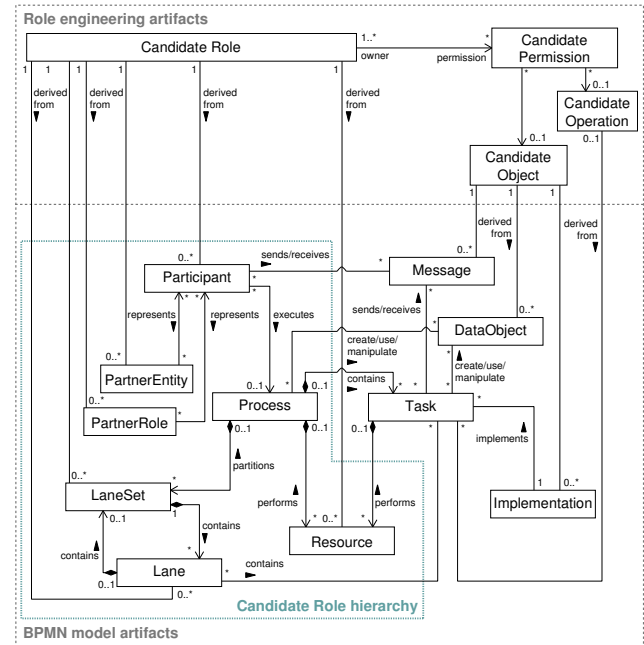 Role engineering artifacts
Candidate Role
1..*
owner
permission
*
Candidate
Permission
1
1
1
1
1
1
derived
from
derived
from
derived
from
derived
from
*
*
0..1
Candidate
Operation
0..1
0..1
Candidate
Object
1
1
1
derived
from
derived
from
0..*
Participant
*
sends/receives
*
0..*
Message
*
*
*
*
represents
represents
executes
sends/receives
*
*
0..*
DataObject
create/use/
manipulate
*
create/use/
manipulate
0..*
*
PartnerEntity
0..1
*
0..1
contains
*
*
*
*
0..*
PartnerRole
*
Process
Task
*
0..1
0..1
0..1
*
*
implements
partitions
0..*
*
LaneSet
1
performs
performs
1
0..*
Implementation
0..1
contains
*
0..*
*
Resource
contains
*
0..1
Lane
*
contains
0..*
Candidate Role hierarchy
BPMN model artifacts